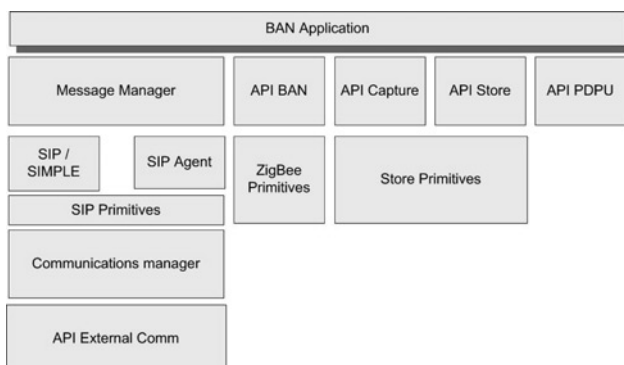 BAN Application
Message Manager
API BAN
API Capture
API Store
API PDPU
SIP /
SIMPLE
SIP Agent
ZigBee
Primitives
Store Primitives
SIP Primitives
Communications manager
API External Comm